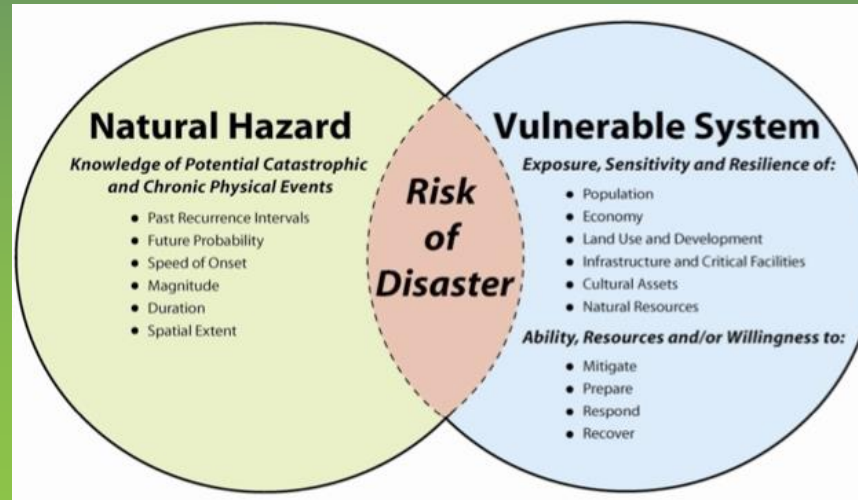 Natural Hazard
Knowledge of Potential Catastrophic
and Chronic Physical Events
• Past Recurrence Intervals
• Future Probability
• Speed of Onset
• Magnitude
• Duration
• Spatial Extent
Risk
of
Disaster
Vulnerable System
Exposure, Sensitivity and Resilience of:
• Population
• Economy
• Land Use and Development
• Infrastructure and Critical Facilities
• Cultural Assets
• Natural Resources
Ability, Resources and/or Willingness to:
• Mitigate
• Prepare
• Respond
• Recover